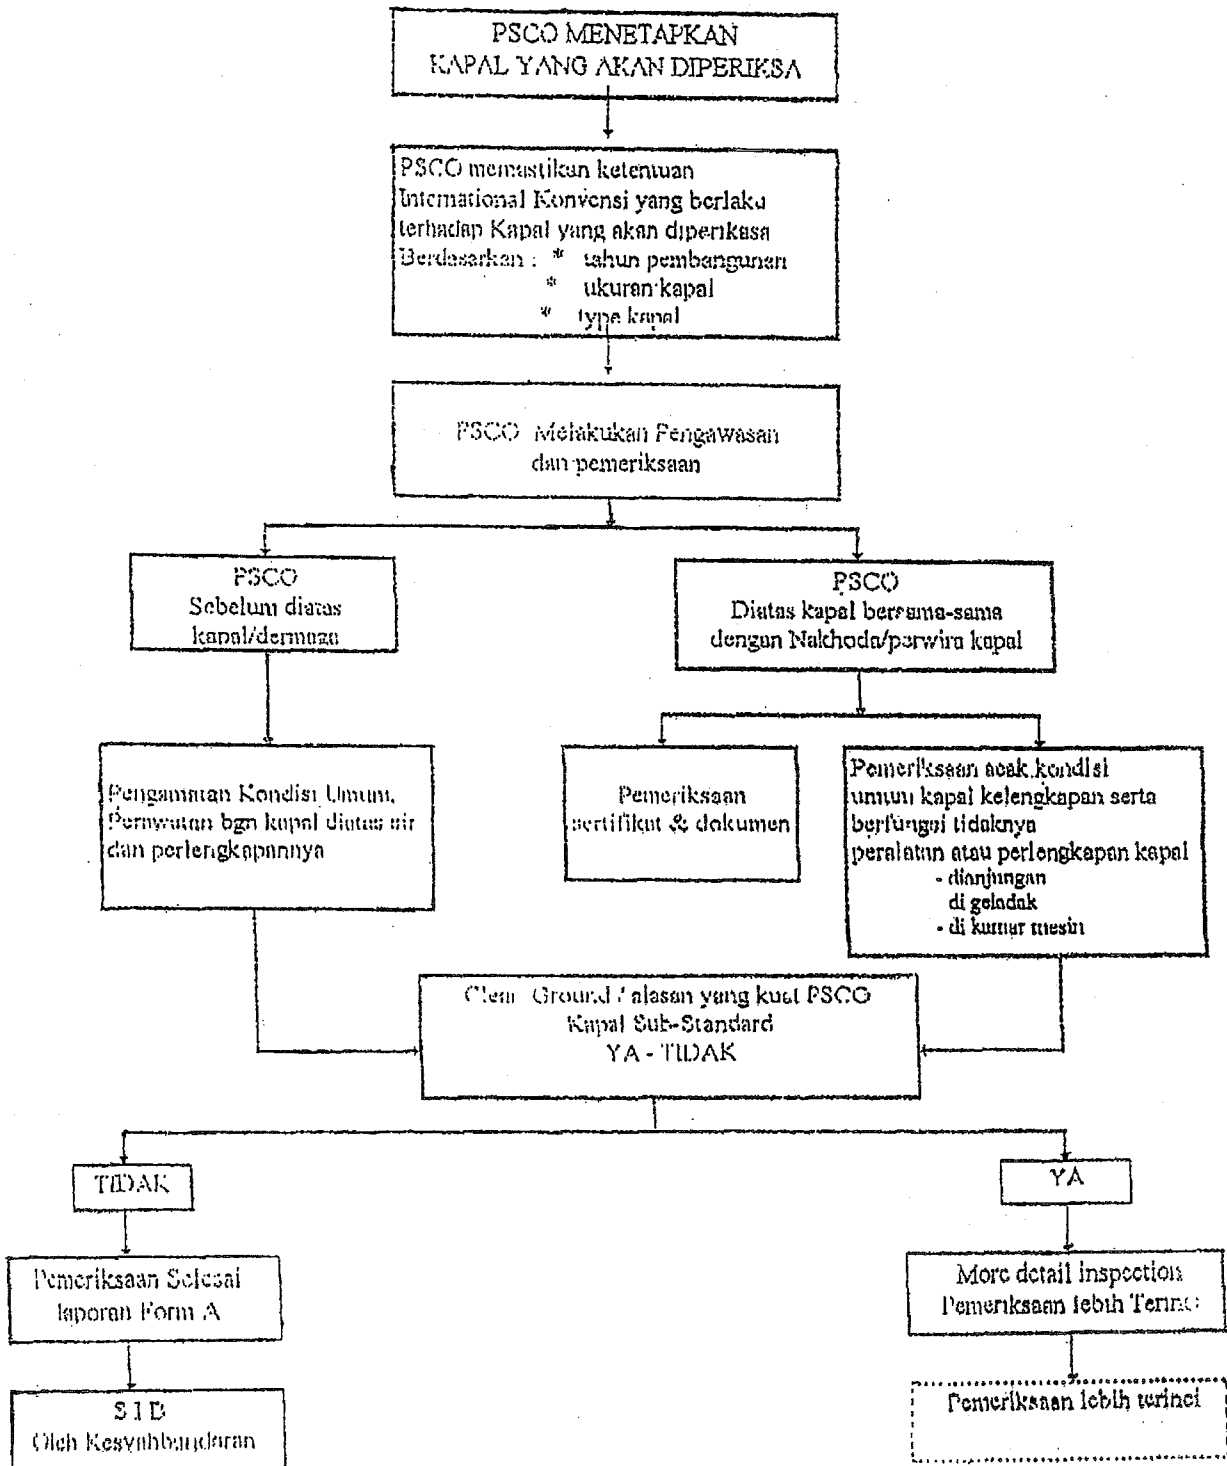 PSCO MENETAPKAN
KAPAL YANG AKAN DIPERIKSA
PSCO memastikan ketentuan
International Konvensi yang berlaku
terhadap Kapal yang akan diperikasa
Berdasarkan : * tahun pembangunan
* ukuran kapal
* type kapal
PSCO Melakukan Pengawasan
dan pemeriksaan
PSCO
Sebelum diatas
kapal/dermaga
PSCO
Diatas kapal bersama-sama
dengan Nakhoda/perwira kapal
Pengamatan Kondisi Umum,
Perawatan bgn kapal diatas air
dan perlengkapannya
Pemeriksaan
sertifikat & dokumen
Pemeriksaan acak,kondisi
umum kapal kelengkapan serta
berfungsi tidaknya
peralatan atau perlengkapan kapal
- dianjungan
di geladak
- di kamar mesin
Ground / alasan yang kuat PSCO
Kapal Sub-Standard
YA - TIDAK
TIDAK
YA
Pemeriksaan Selesai
laporan Form A
More detail inspection
Pemeriksaan lebih
Oleh Kesyahbandaran
Pemeriksaan lebih terinci